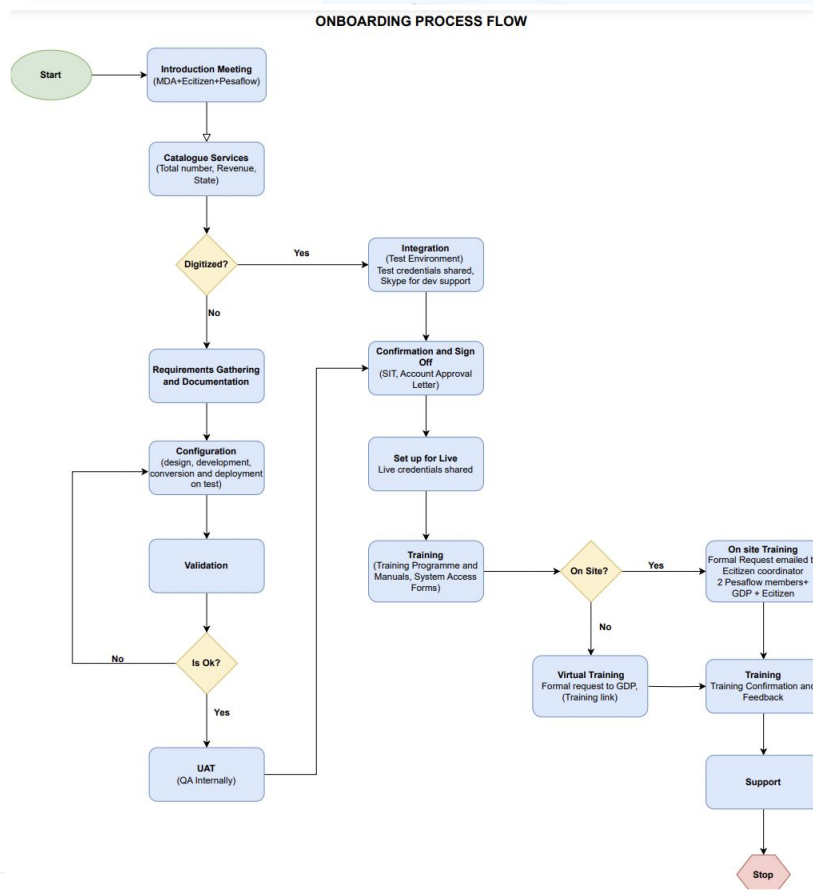 ONBOARDING PROCESS FLOW
Start
Introduction Meeting
(MDA+Ecitizen+Pesaflow)
Catalogue Services
(Total number, Revenue,
State)
Digitized?
Yes
Integration
(Test Environment)
Test credentials shared,
Skype for dev support
No
Requirements Gathering
and Documentation
Confirmation and Sign
Off
(SIT, Account Approval
Letter)
Configuration
(design, development,
conversion and deployment
on test)
Set up for Live
Live credentials shared
Validation
Training
(Training Programme and
Manuals, System Access
Forms)
On Site?
Yes
On site Training
Formal Request emailed t
Ecitizen coordinator
2 Pesaflow members+
GDP + Ecitizen
No
Is Ok?
No
Yes
Virtual Training
Formal request to GDP,
(Training link)
Training
Training Confirmation and
Feedback
UAT
(QA Internally)
Support
Stop